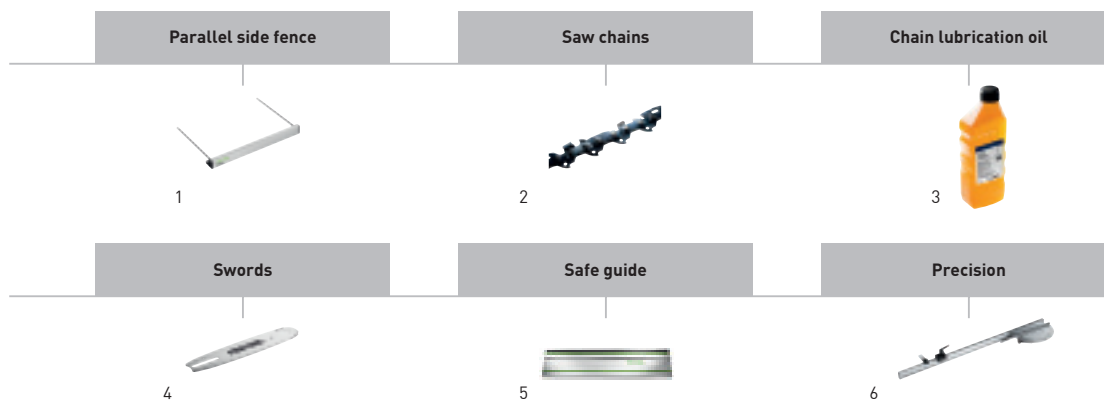 Parallel side fence
Saw chains
Chain lubrication oil
1
2
3
Swords
Safe guide
Precision
4
5
6